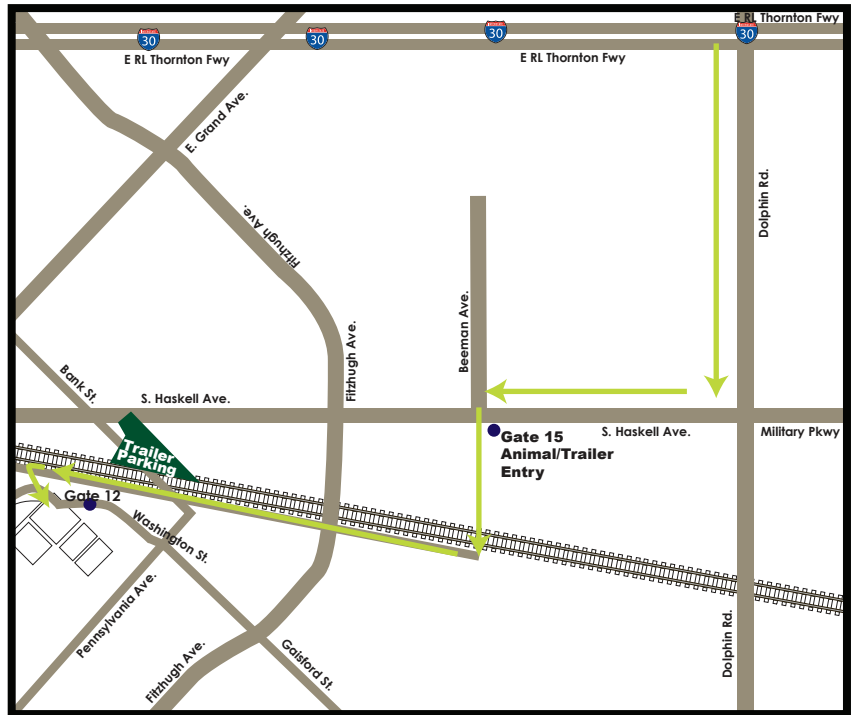 E RL Thornton Fwy
30
30
30
30
E RL Thornton Fwy
E RL Thornton Fwy
E. Grand Ave.
Fitzhugh Ave.
Dolphin Rd.
Beeman Ave.
Fitzhugh Ave.
Bank St.
S. Haskell Ave.
S. Haskell Ave.
Military Pkwy
Trailer
Parking
Gate 15
Animal/Trailer
Entry
Gate 12
Washington St.
Pennsylvania Ave.
Fitzhugh Ave.
Gaisford St.
Dolphin Rd.